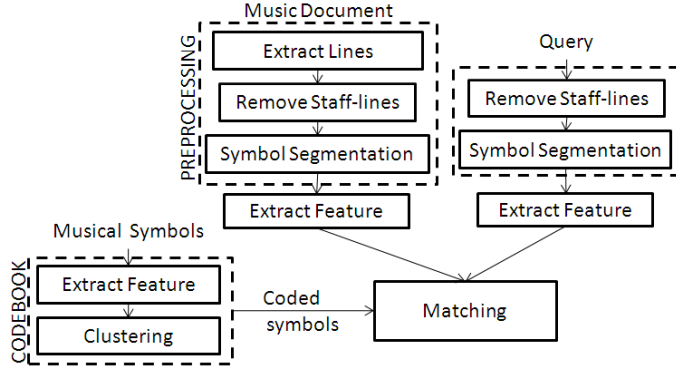 Music Document
PREPROCESSING
Extract Lines
Remove Staff-lines
Symbol Segmentation
Extract Feature
Query
Remove Staff-lines
Symbol Segmentation
Extract Feature
Musical Symbols
CODEBOOK
Extract Feature
Clustering
Coded
symbols
Matching